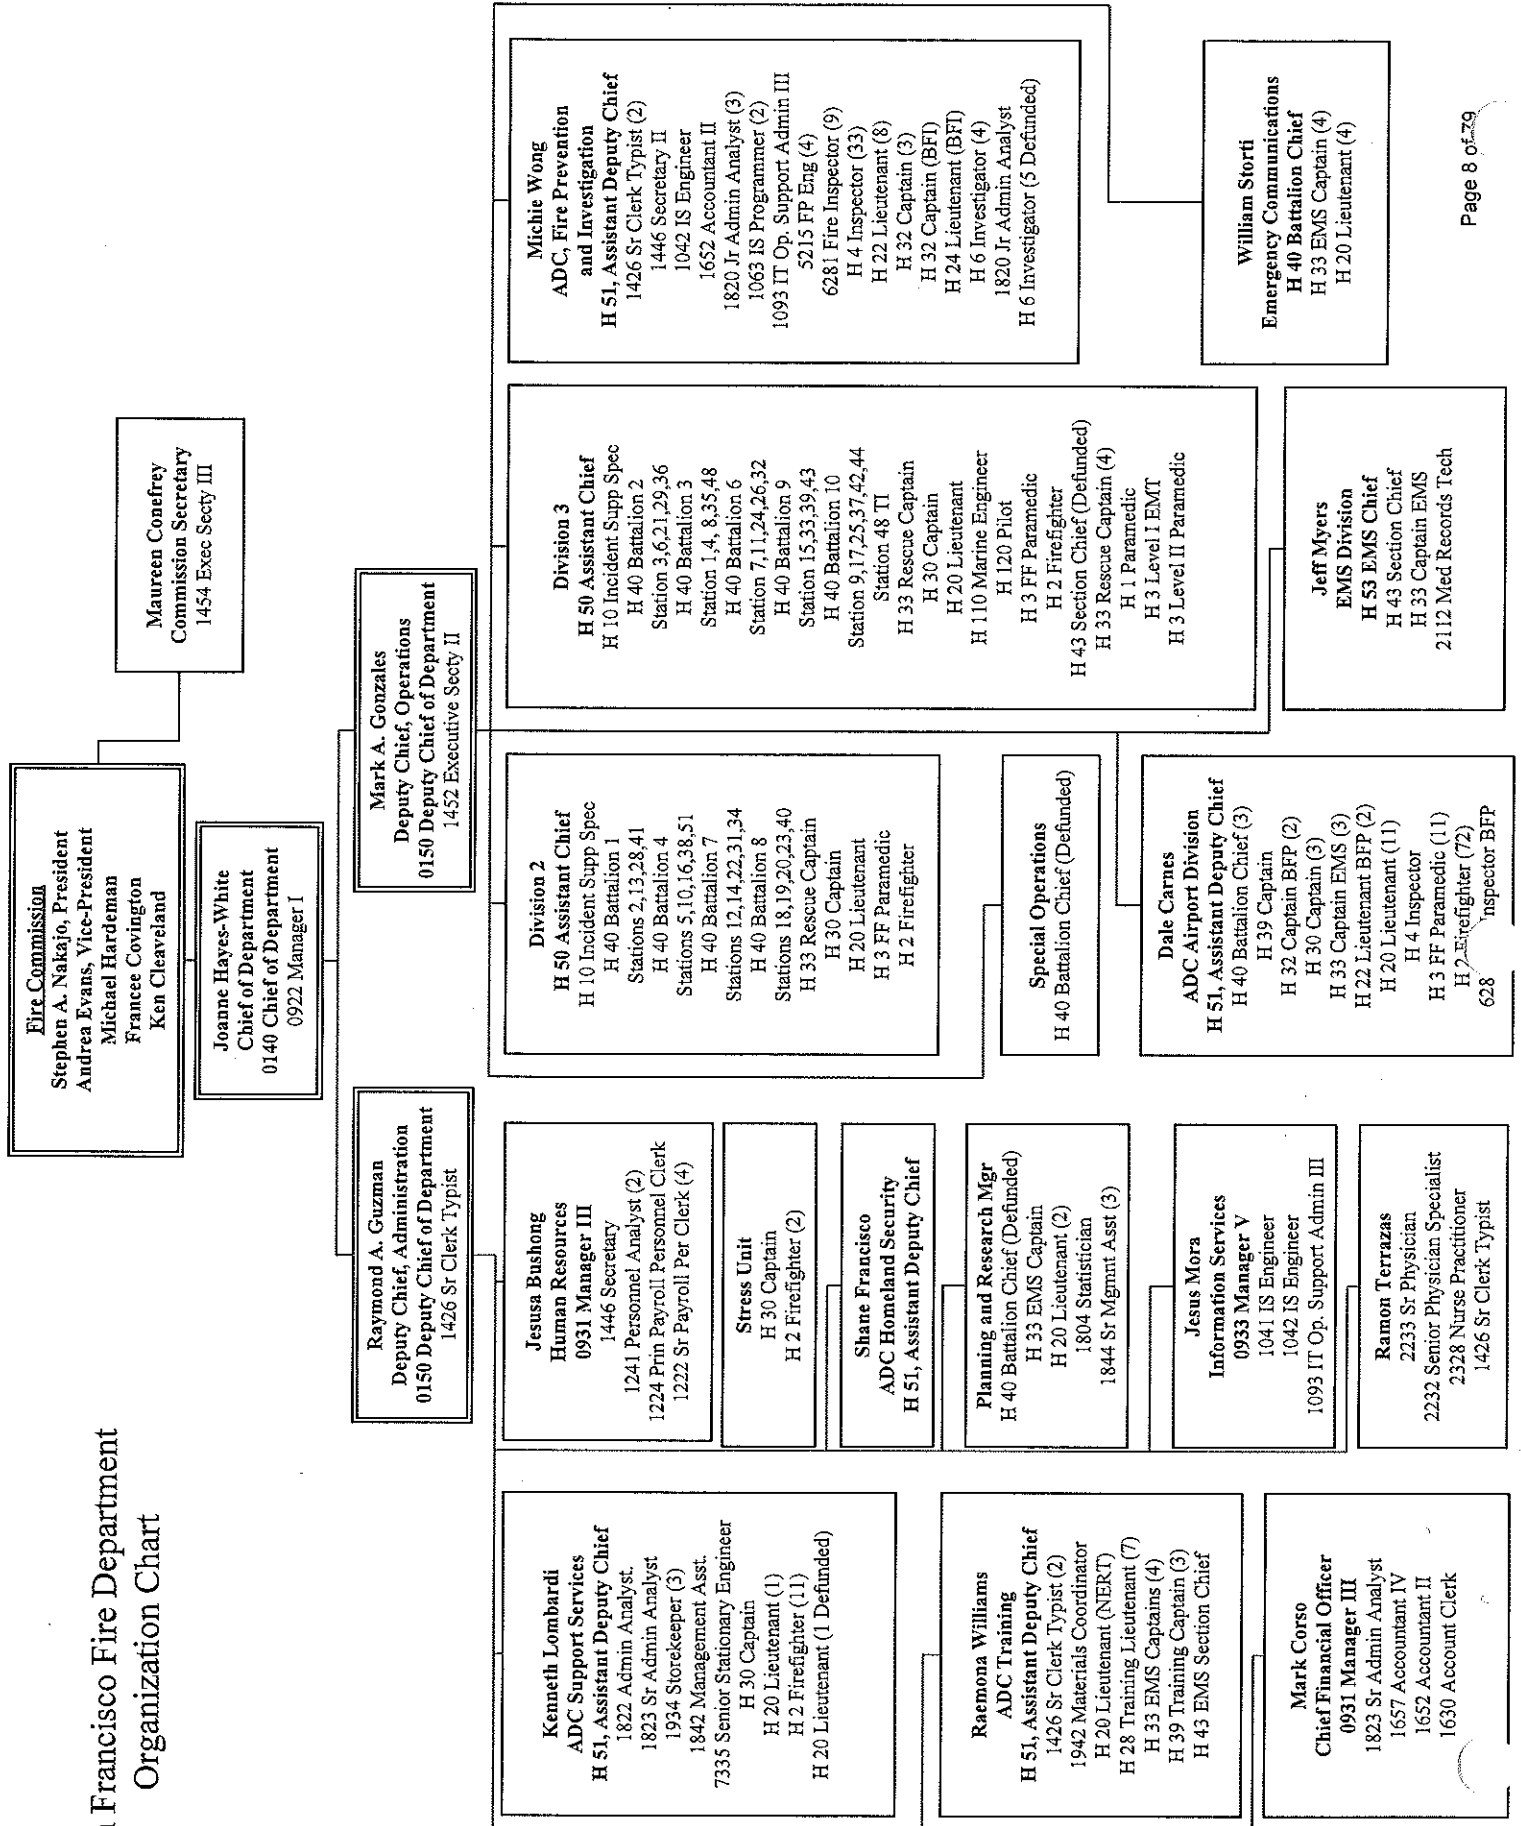 Francisco Fire Department
Organization Chart
Fire Commission
Stephen A. Nakajo, President
Andrea Evans, Vice-President
Michael Hardeman
Francee Covington
Ken Cleaveland
Maureen Conefrey
Commission Secretary
1454 Exec Secty III
Joanne Hayes-White
Chief of Department
0140 Chief of Department
0922 Manager I
Raymond A. Guzman
Deputy Chief, Administration
0150 Deputy Chief of Department
1426 Sr Clerk Typist
Mark A. Gonzales
Deputy Chief, Operations
0150 Deputy Chief of Department
1452 Executive Secty II
Kenneth Lombardi
ADC Support Services
H 51, Assistant Deputy Chief
1822 Admin Analyst.
1823 Sr Admin Analyst
1934 Storekeeper (3)
1842 Management Asst.
7335 Senior Stationary Engineer
H 30 Captain
H 20 Lieutenant (1)
H 2 Firefighter (11)
H 20 Lieutenant (1 Defunded)
Raemona Williams
ADC Training
H 51, Assistant Deputy Chief
1426 Sr Clerk Typist (2)
1942 Materials Coordinator
H 20 Lieutenant (NERT)
H 28 Training Lieutenant (7)
H 33 EMS Captains (4)
H 39 Training Captain (3)
H 43 EMS Section Chief
Mark Corso
Chief Financial Officer
0931 Manager III
1823 Sr Admin Analyst
1657 Accountant IV
1652 Accountant II
1630 Account Clerk
Jesusa Bushong
Human Resources
0931 Manager III
1446 Secretary
1241 Personnel Analyst (2)
1224 Prin Payroll Personnel Clerk
1222 Sr Payroll Per Clerk (4)
Stress Unit
H 30 Captain
H 2 Firefighter (2)
Shane Francisco
ADC Homeland Security
H 51, Assistant Deputy Chief
Planning and Research Mgr
H 40 Battalion Chief (Defunded)
H 33 EMS Captain
H 20 Lieutenant (2)
1804 Statistician
1844 Sr Mgmnt Asst (3)
Jesus Mora
Information Services
0933 Manager V
1041 IS Engineer
1042 IS Engineer
1093 IT Op. Support Admin III
Ramon Terrazas
2233 Sr Physician
2232 Senior Physician Specialist
2328 Nurse Practitioner
1426 Sr Clerk Typist
Division 2
H 50 Assistant Chief
H 10 Incident Supp Spec
H 40 Battalion 1
Stations 2,13,28,41
H 40 Battalion 4
Stations 5,10,16,38,51
H 40 Battalion 7
Stations 12,14,22,31,34
H 40 Battalion 8
Stations 18,19,20,23,40
H 33 Rescue Captain
H 30 Captain
H 20 Lieutenant
H 3 FF Paramedic
H 2 Firefighter
Special Operations
H 40 Battalion Chief (Defunded)
Dale Carnes
ADC Airport Division
H 51, Assistant Deputy Chief
H 40 Battalion Chief (3)
H 39 Captain
H 32 Captain BFP (2)
H 30 Captain (3)
H 33 Captain EMS (3)
H 22 Lieutenant BFP (2)
H 20 Lieutenant (11)
H 4 Inspector
H 3 FF Paramedic (11)
H 2 Firefighter (72)
628 nspector BFP
Division 3
H 50 Assistant Chief
H 10 Incident Supp Spec
H 40 Battalion 2
Station 3,6,21,29,36
H 40 Battalion 3
Station 1,4, 8,35,48
H 40 Battalion 6
Station 7,11,24,26,32
H 40 Battalion 9
Station 15,33,39,43
H 40 Battalion 10
Station 9,17,25,37,42,44
Station 48 TI
H 33 Rescue Captain
H 30 Captain
H 20 Lieutenant
H 110 Marine Engineer
H 120 Pilot
H 3 FF Paramedic
H 2 Firefighter
H 43 Section Chief (Defunded)
H 33 Rescue Captain (4)
H 1 Paramedic
H 3 Level I EMT
H 3 Level II Paramedic
Jeff Myers
EMS Division
H 53 EMS Chief
H 43 Section Chief
H 33 Captain EMS
2112 Med Records Tech
Michie Wong
ADC, Fire Prevention
and Investigation
H 51, Assistant Deputy Chief
1426 Sr Clerk Typist (2)
1446 Secretary II
1042 IS Engineer
1652 Accountant II
1820 Jr Admin Analyst (3)
1063 IS Programmer (2)
1093 IT Op. Support Admin III
5215 FP Eng (4)
6281 Fire Inspector (9)
H 4 Inspector (33)
H 22 Lieutenant (8)
H 32 Captain (3)
H 32 Captain (BFI)
H 24 Lieutenant (BFI)
H 6 Investigator (4)
1820 Jr Admin Analyst
H 6 Investigator (5 Defunded)
William Storti
Emergency Communications
H 40 Battalion Chief
H 33 EMS Captain (4)
H 20 Lieutenant (4)
Page 8 of 79